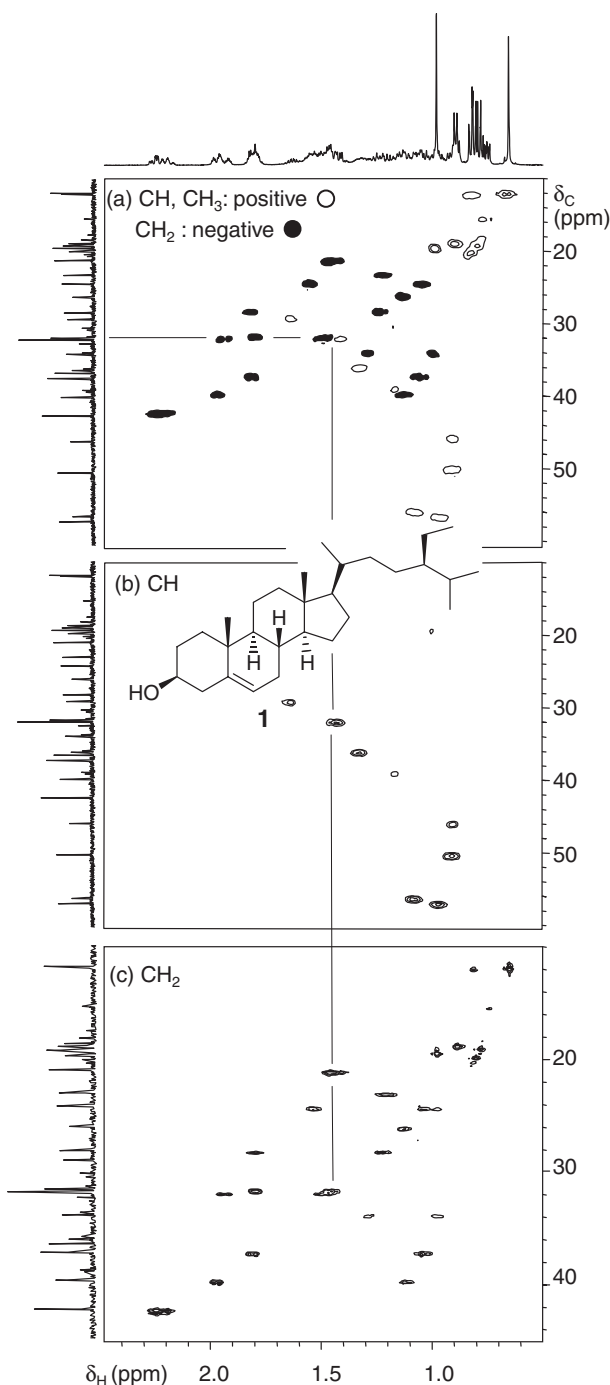 (a) CH, CH₃: positive
CH₂ : negative
δC
(ppm)
20
30
40
50
(b) CH
H
H
H
HO
1
20
30
40
50
(c) CH₂
20
30
40
δH (ppm)
2.0
1.5
1.0